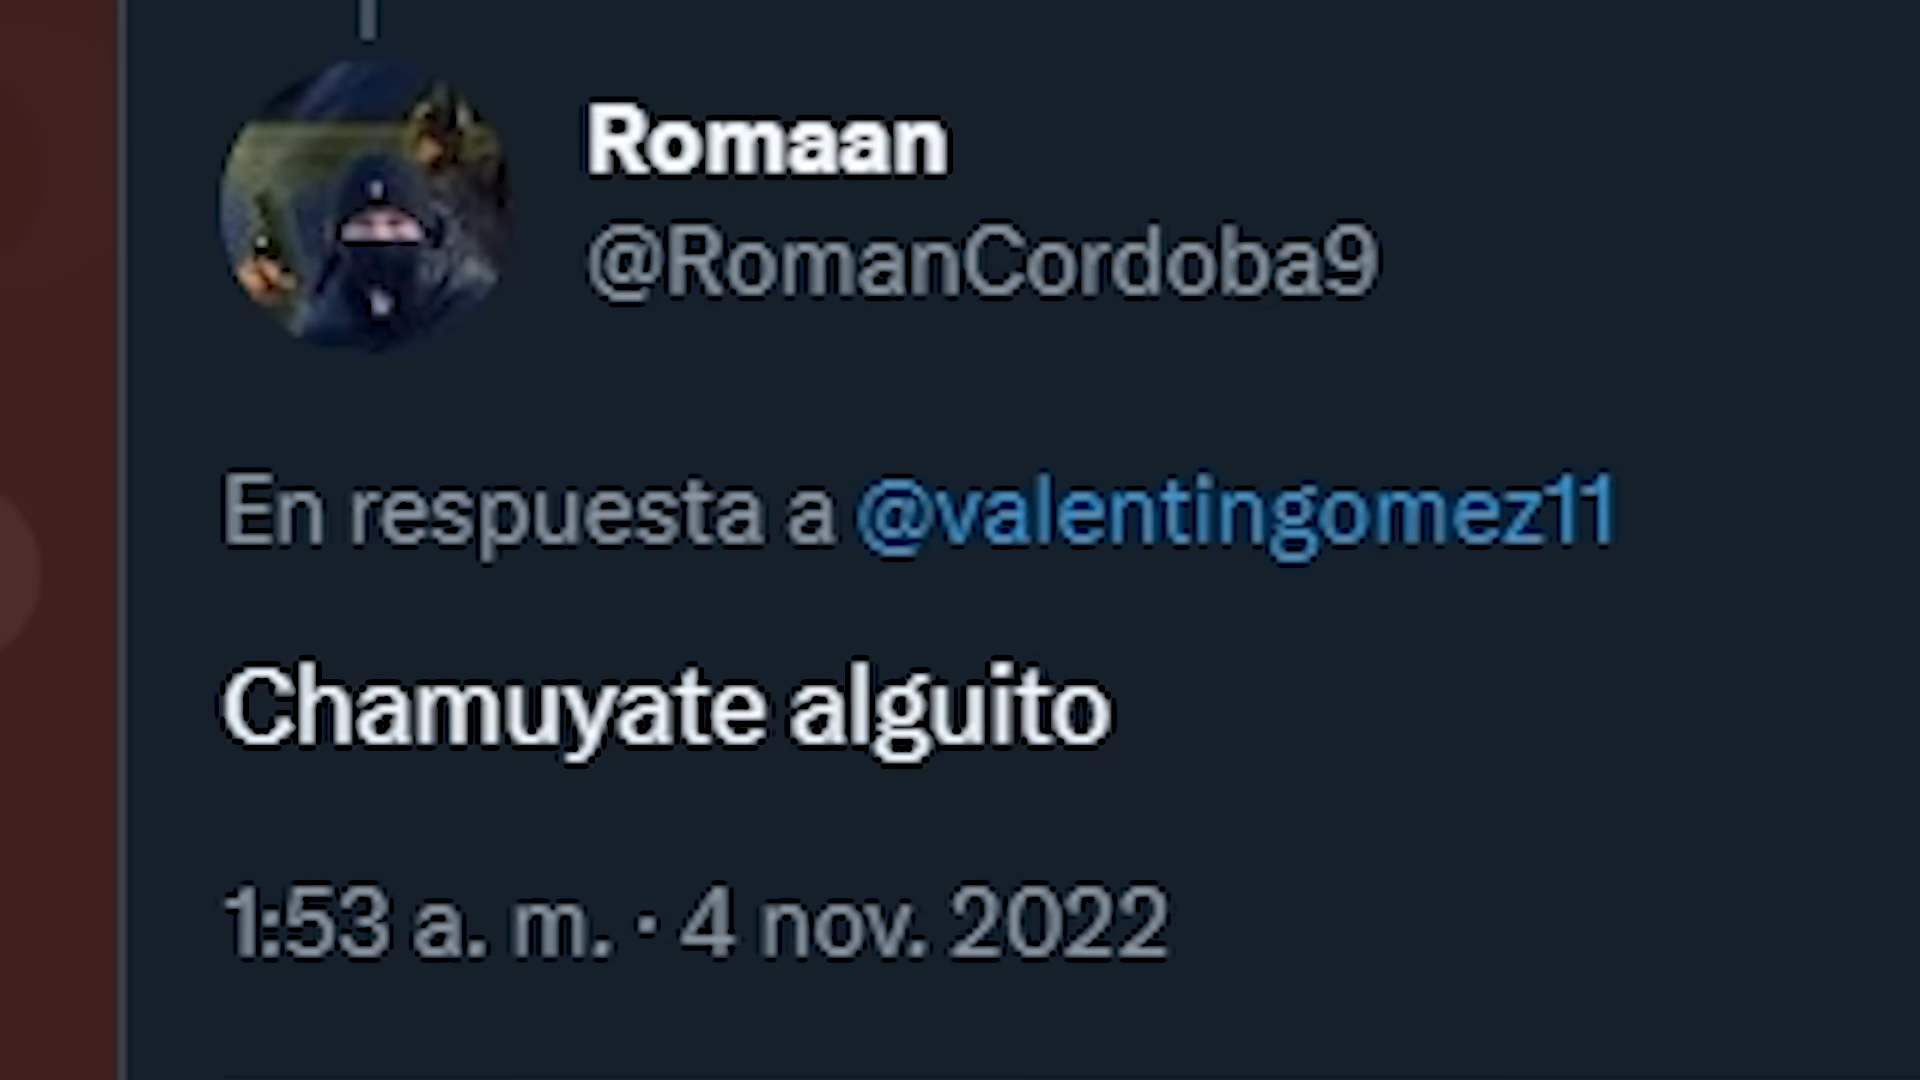 Romaan
@RomanCordoba9
En respuesta a @valentingomez11
Chamuyate alguito
1:53 a. m. · 4 nov. 2022